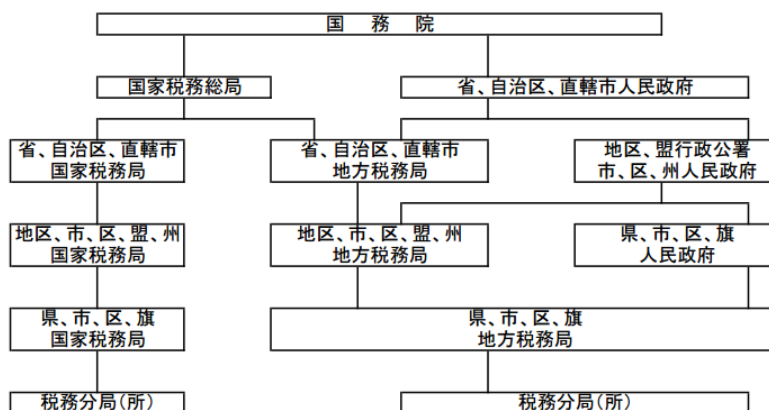 国務院
国家税務総局
省、自治区、直轄市人民政府
省、自治区、直轄市
国家税務局
省、自治区、直轄市
地方税務局
地区、盟行政公署
市、区、州人民政府
地区、市、区、盟、州
国家税務局
地区、市、区、盟、州
地方税務局
県、市、区、旗
人民政府
県、市、区、旗
国家税務局
県、市、区、旗
地方税務局
税務分局(所)
税務分局(所)